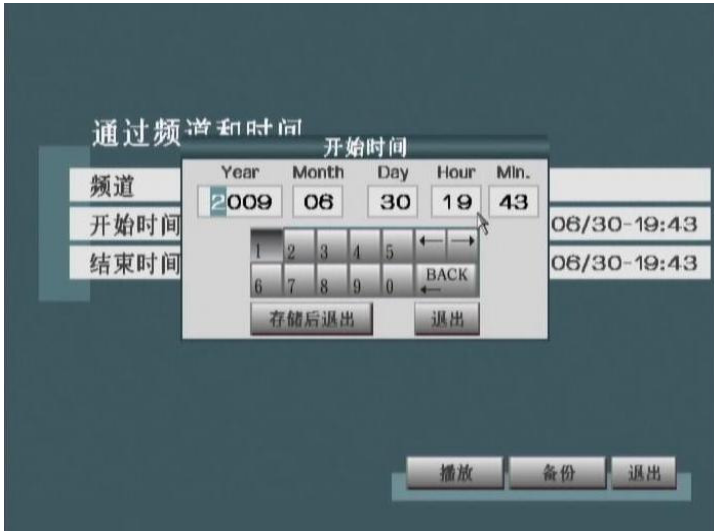 通过频道和时间
开始时间
Year Month Day Hour Min.
2009 06 30 19 43
频道
开始时间 06/30-19:43
结束时间 06/30-19:43
1 2 3 4 5 ← →
6 7 8 9 0 BACK ←
存储后退出 退出
播放 备份 退出